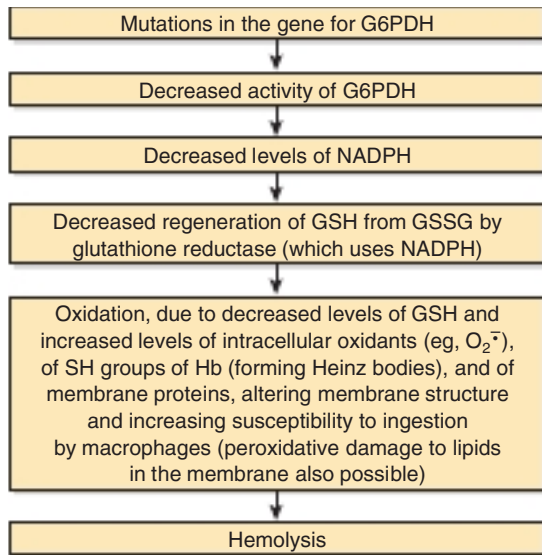 Mutations in the gene for G6PDH
Decreased activity of G6PDH
Decreased levels of NADPH
Decreased regeneration of GSH from GSSG by
glutathione reductase (which uses NADPH)
Oxidation, due to decreased levels of GSH and
increased levels of intracellular oxidants (eg, O₂⁻•),
of SH groups of Hb (forming Heinz bodies), and of
membrane proteins, altering membrane structure
and increasing susceptibility to ingestion
by macrophages (peroxidative damage to lipids
in the membrane also possible)
Hemolysis